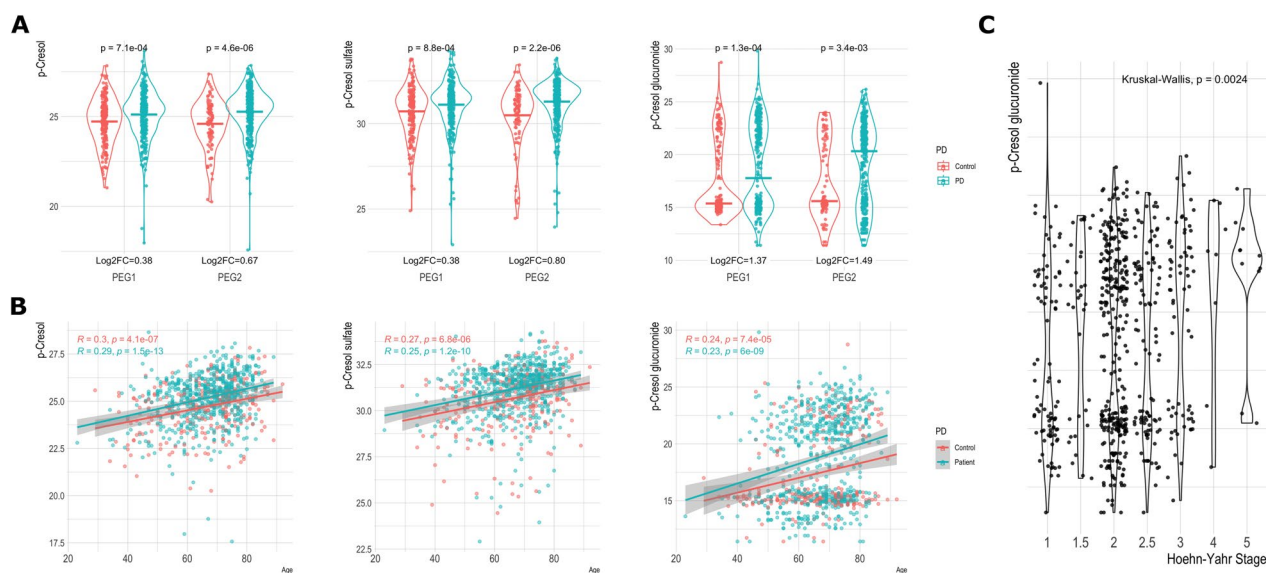 A
p-Cresol
p = 7.1e-04
p = 4.6e-06
25
20
Log2FC=0.38
Log2FC=0.67
PEG1
PEG2
p-Cresol sulfate
p = 8.8e-04
p = 2.2e-06
30
25
Log2FC=0.38
Log2FC=0.80
PEG1
PEG2
p-Cresol glucuronide
30
p = 1.3e-04
p = 3.4e-03
25
20
15
10
Log2FC=1.37
Log2FC=1.49
PEG1
PEG2
PD
Control
PD
B
p-Cresol
R = 0.3, p = 4.1e-07
R = 0.29, p = 1.5e-13
27.5
25.0
22.5
20.0
17.5
20 40 60 80
Age
p-Cresol sulfate
R = 0.27, p = 6.8e-06
R = 0.25, p = 1.2e-10
32.5
30.0
27.5
25.0
22.5
20 40 60 80
Age
p-Cresol glucuronide
30
R = 0.24, p = 7.4e-05
R = 0.23, p = 6e-09
25
20
15
20 40 60 80
Age
PD
Control
Patient
C
p-Cresol glucuronide
Kruskal-Wallis, p = 0.0024
1 1.5 2 2.5 3 4 5
Hoehn-Yahr Stage